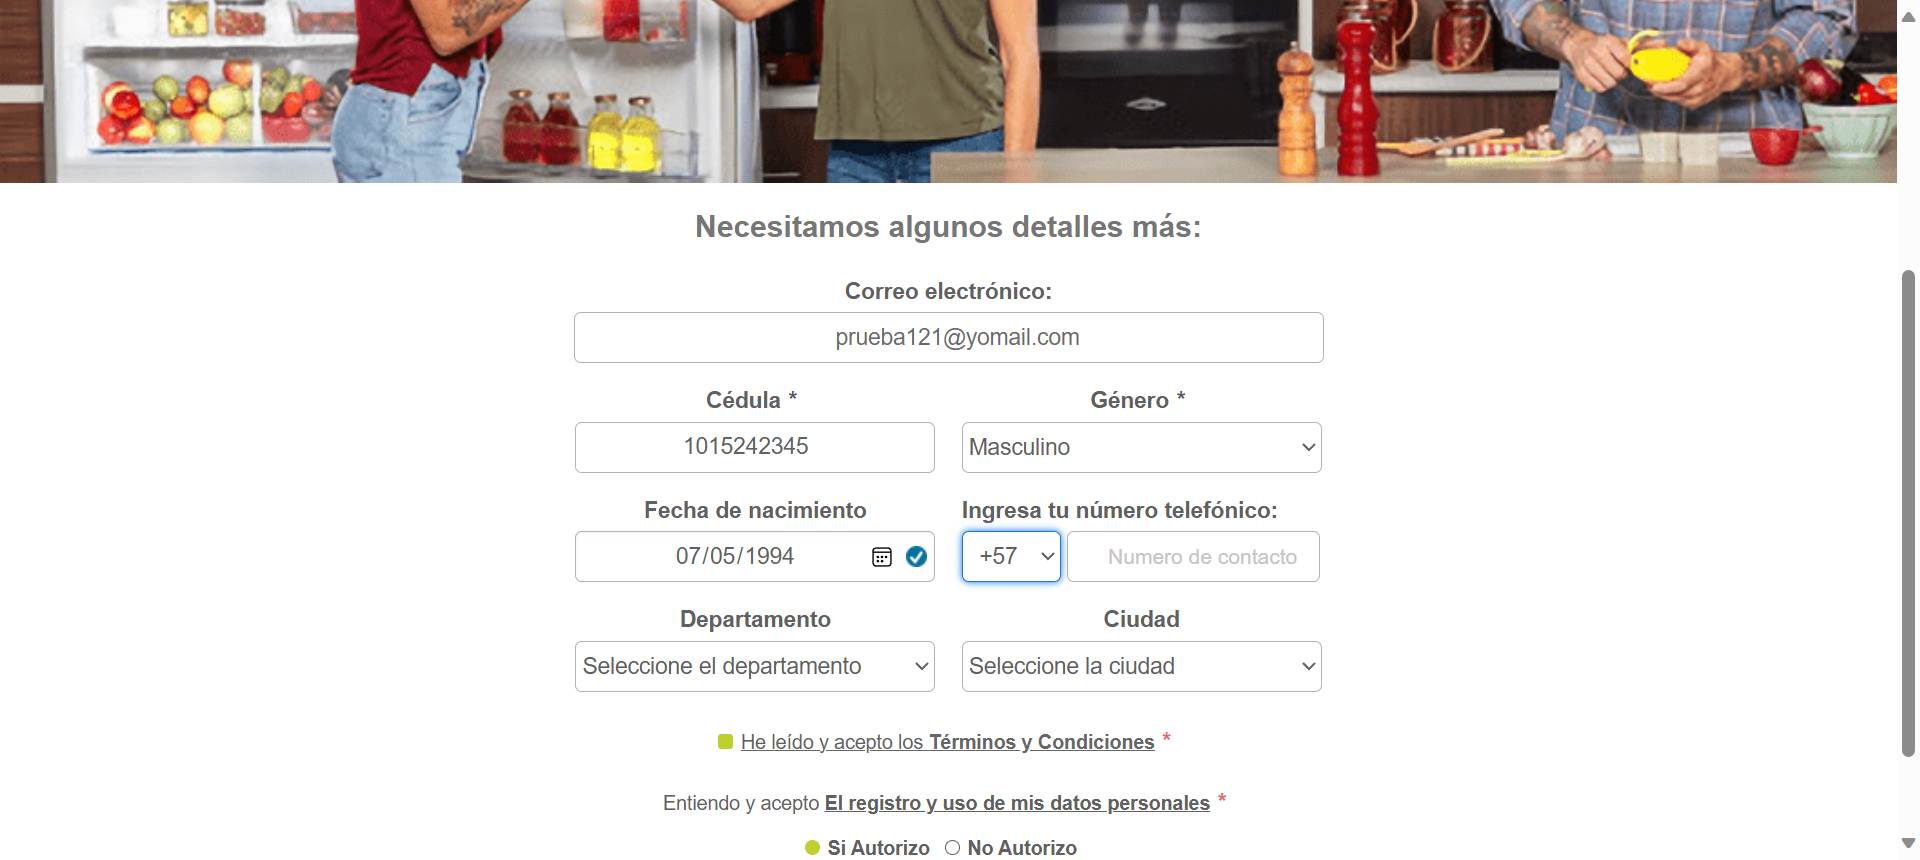 Necesitamos algunos detalles más:
Correo electrónico:
prueba121@yomail.com
Cédula *
Género *
1015242345
Masculino
Fecha de nacimiento
Ingresa tu número telefónico:
07/05/1994
+57
Numero de contacto
Departamento
Ciudad
Seleccione el departamento
Seleccione la ciudad
He leído y acepto los Términos y Condiciones *
Entiendo y acepto El registro y uso de mis datos personales *
Si Autorizo
No Autorizo